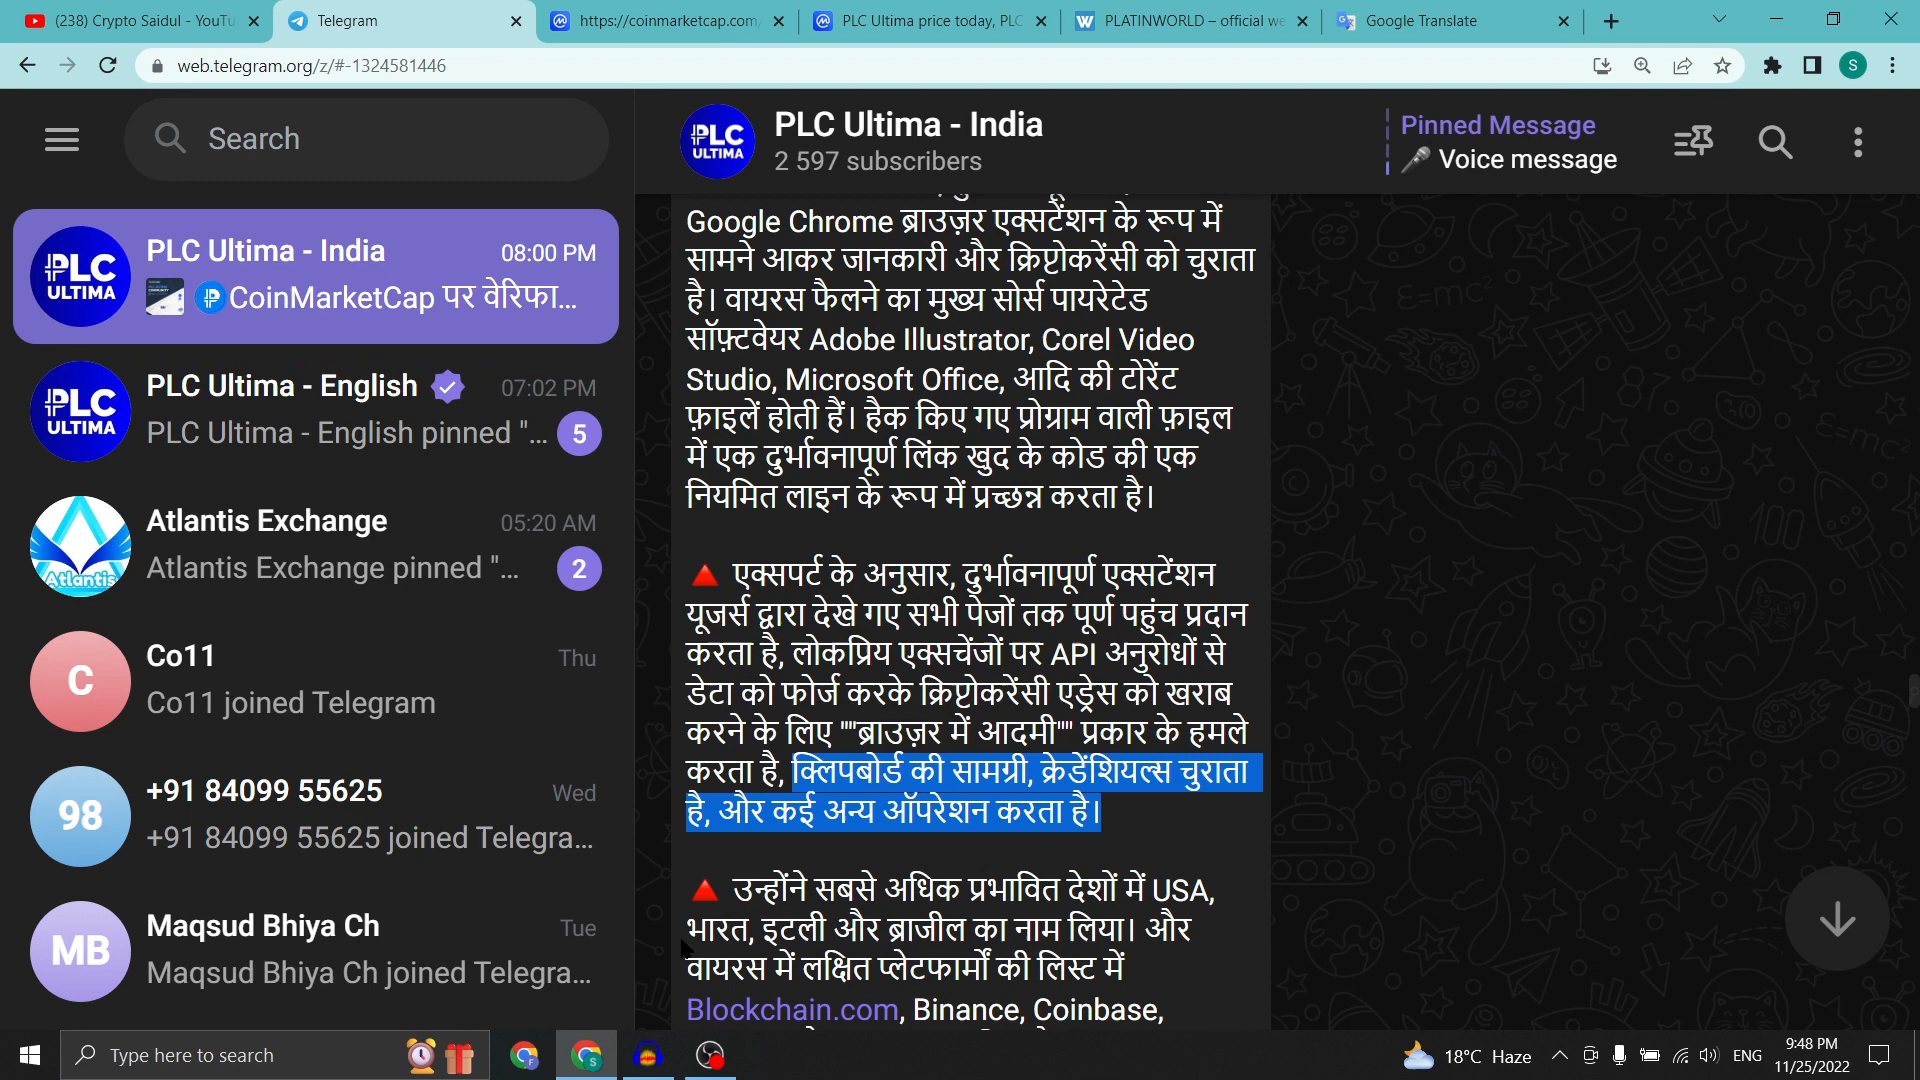 (238) Crypto Saidul - YouTu
Telegram
https://coinmarketcap.com
PLC Ultima price today, PLC
PLATINWORLD – official we
Google Translate
web.telegram.org/z/#-1324581446
S
Search
PLC ULTIMA
PLC Ultima - India
2 597 subscribers
Pinned Message
Voice message
PLC ULTIMA
PLC Ultima - India
08:00 PM
CoinMarketCap पर वेरिफा...
PLC ULTIMA
PLC Ultima - English
07:02 PM
PLC Ultima - English pinned "...
5
Atlantis
Atlantis Exchange
05:20 AM
Atlantis Exchange pinned "...
2
C
Co11
Thu
Co11 joined Telegram
98
+91 84099 55625
Wed
+91 84099 55625 joined Telegra...
MB
Maqsud Bhiya Ch
Tue
Maqsud Bhiya Ch joined Telegra...
Google Chrome ब्राउज़र एक्सटेंशन के रूप में
सामने आकर जानकारी और क्रिप्टोकरेंसी को चुराता
है। वायरस फैलने का मुख्य सोर्स पायरेटेड
सॉफ़्टवेयर Adobe Illustrator, Corel Video
Studio, Microsoft Office, आदि की टोरेंट
फ़ाइलें होती हैं। हैक किए गए प्रोग्राम वाली फ़ाइल
में एक दुर्भावनापूर्ण लिंक खुद के कोड की एक
नियमित लाइन के रूप में प्रच्छन्न करता है।
🔺 एक्सपर्ट के अनुसार, दुर्भावनापूर्ण एक्सटेंशन
यूजर्स द्वारा देखे गए सभी पेजों तक पूर्ण पहुंच प्रदान
करता है, लोकप्रिय एक्सचेंजों पर API अनुरोधों से
डेटा को फोर्ज करके क्रिप्टोकरेंसी एड्रेस को खराब
करने के लिए ""ब्राउज़र में आदमी"" प्रकार के हमले
करता है, क्लिपबोर्ड की सामग्री, क्रेडेंशियल्स चुराता
है, और कई अन्य ऑपरेशन करता है।
🔺 उन्होंने सबसे अधिक प्रभावित देशों में USA,
भारत, इटली और ब्राजील का नाम लिया। और
वायरस में लक्षित प्लेटफार्मों की लिस्ट में
Blockchain.com, Binance, Coinbase,
Type here to search
18°C Haze
ENG
9:48 PM
11/25/2022